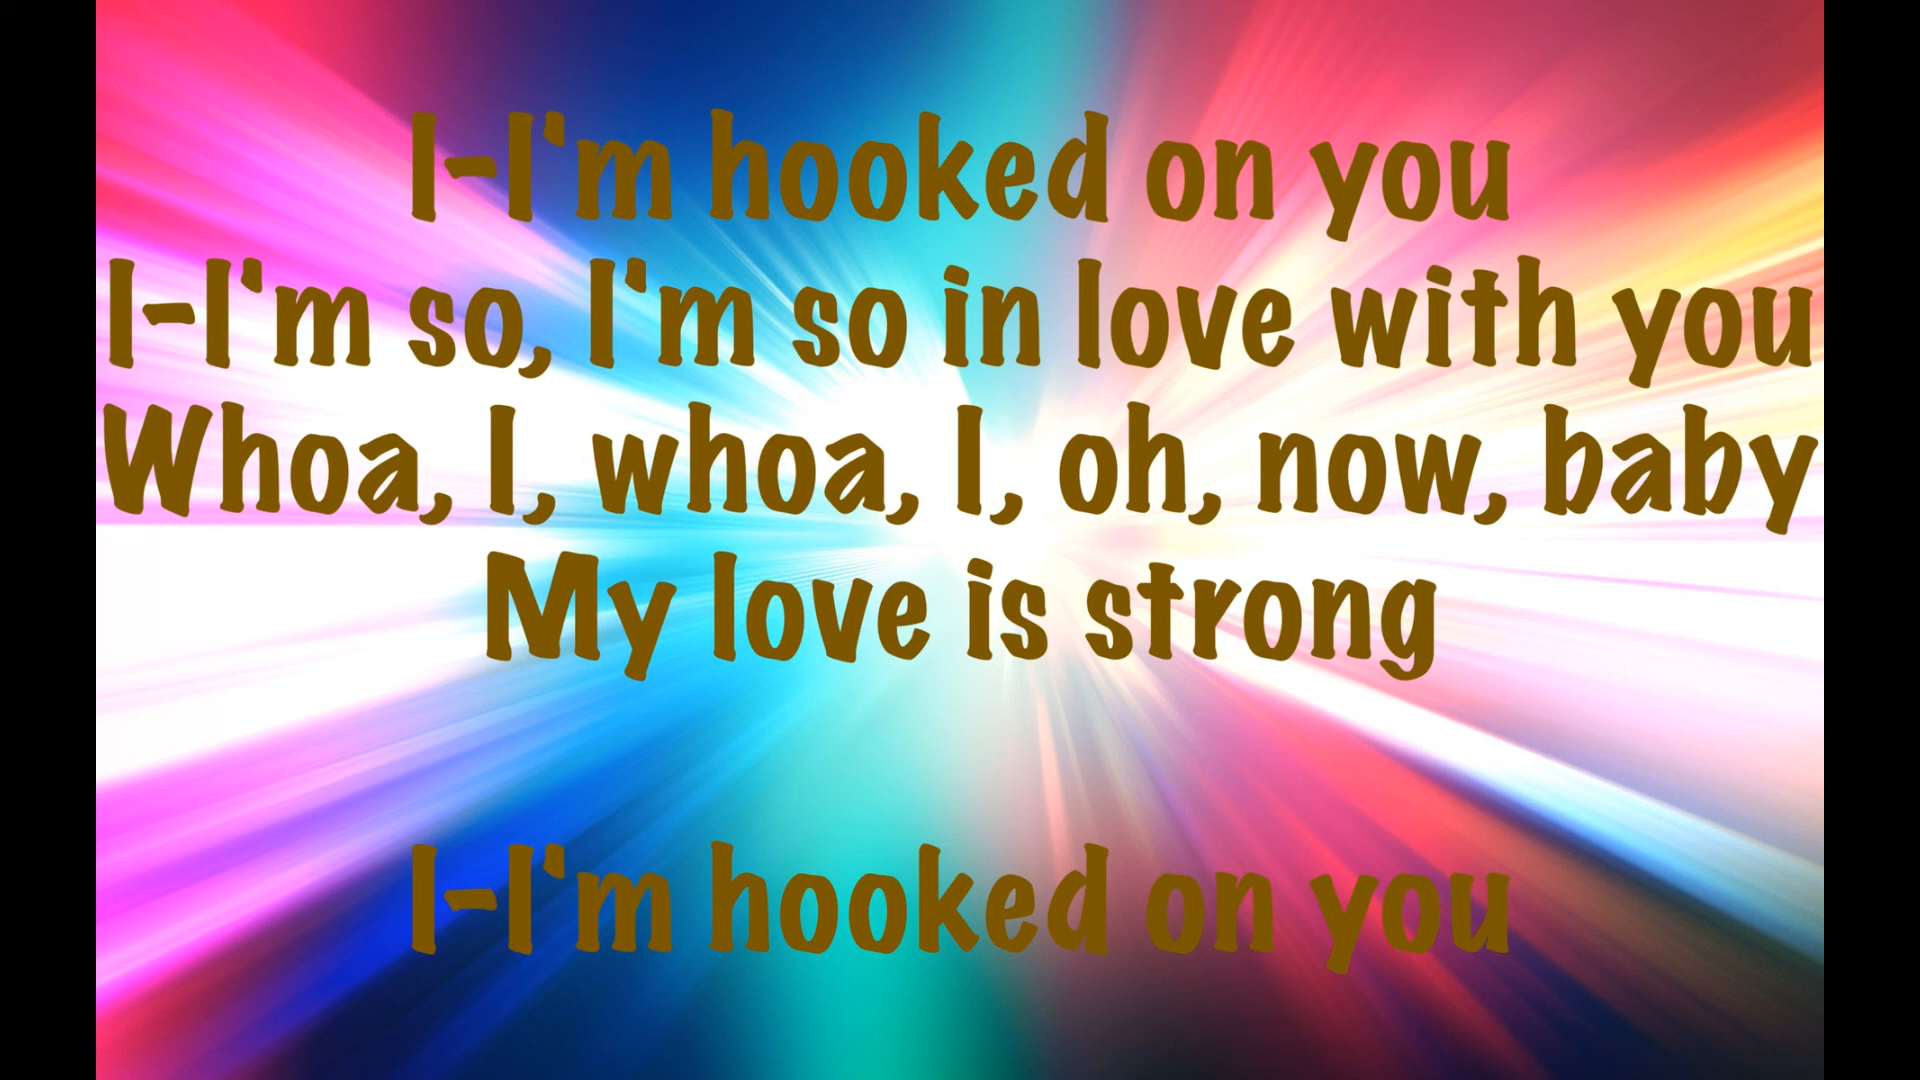 I-I'm hooked on you
I-I'm so, I'm so in love with you
Whoa, I, whoa, I, oh, now, baby
My love is strong
I-I'm hooked on you